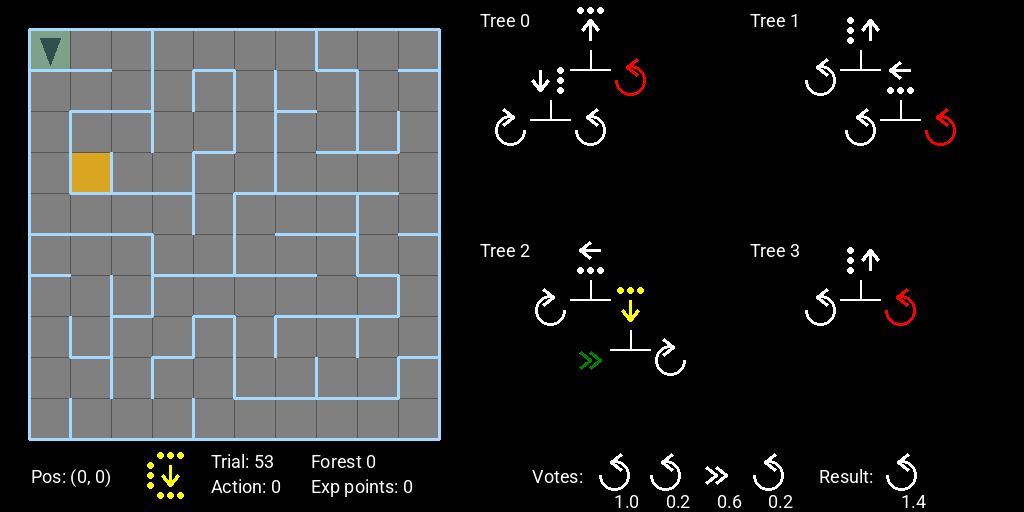 Tree 0
Tree 1
Tree 2
Tree 3
Pos: (0, 0)
Trial: 53
Forest 0
Action: 0
Exp points: 0
Votes:
1.0
0.2
0.6
0.2
Result:
1.4